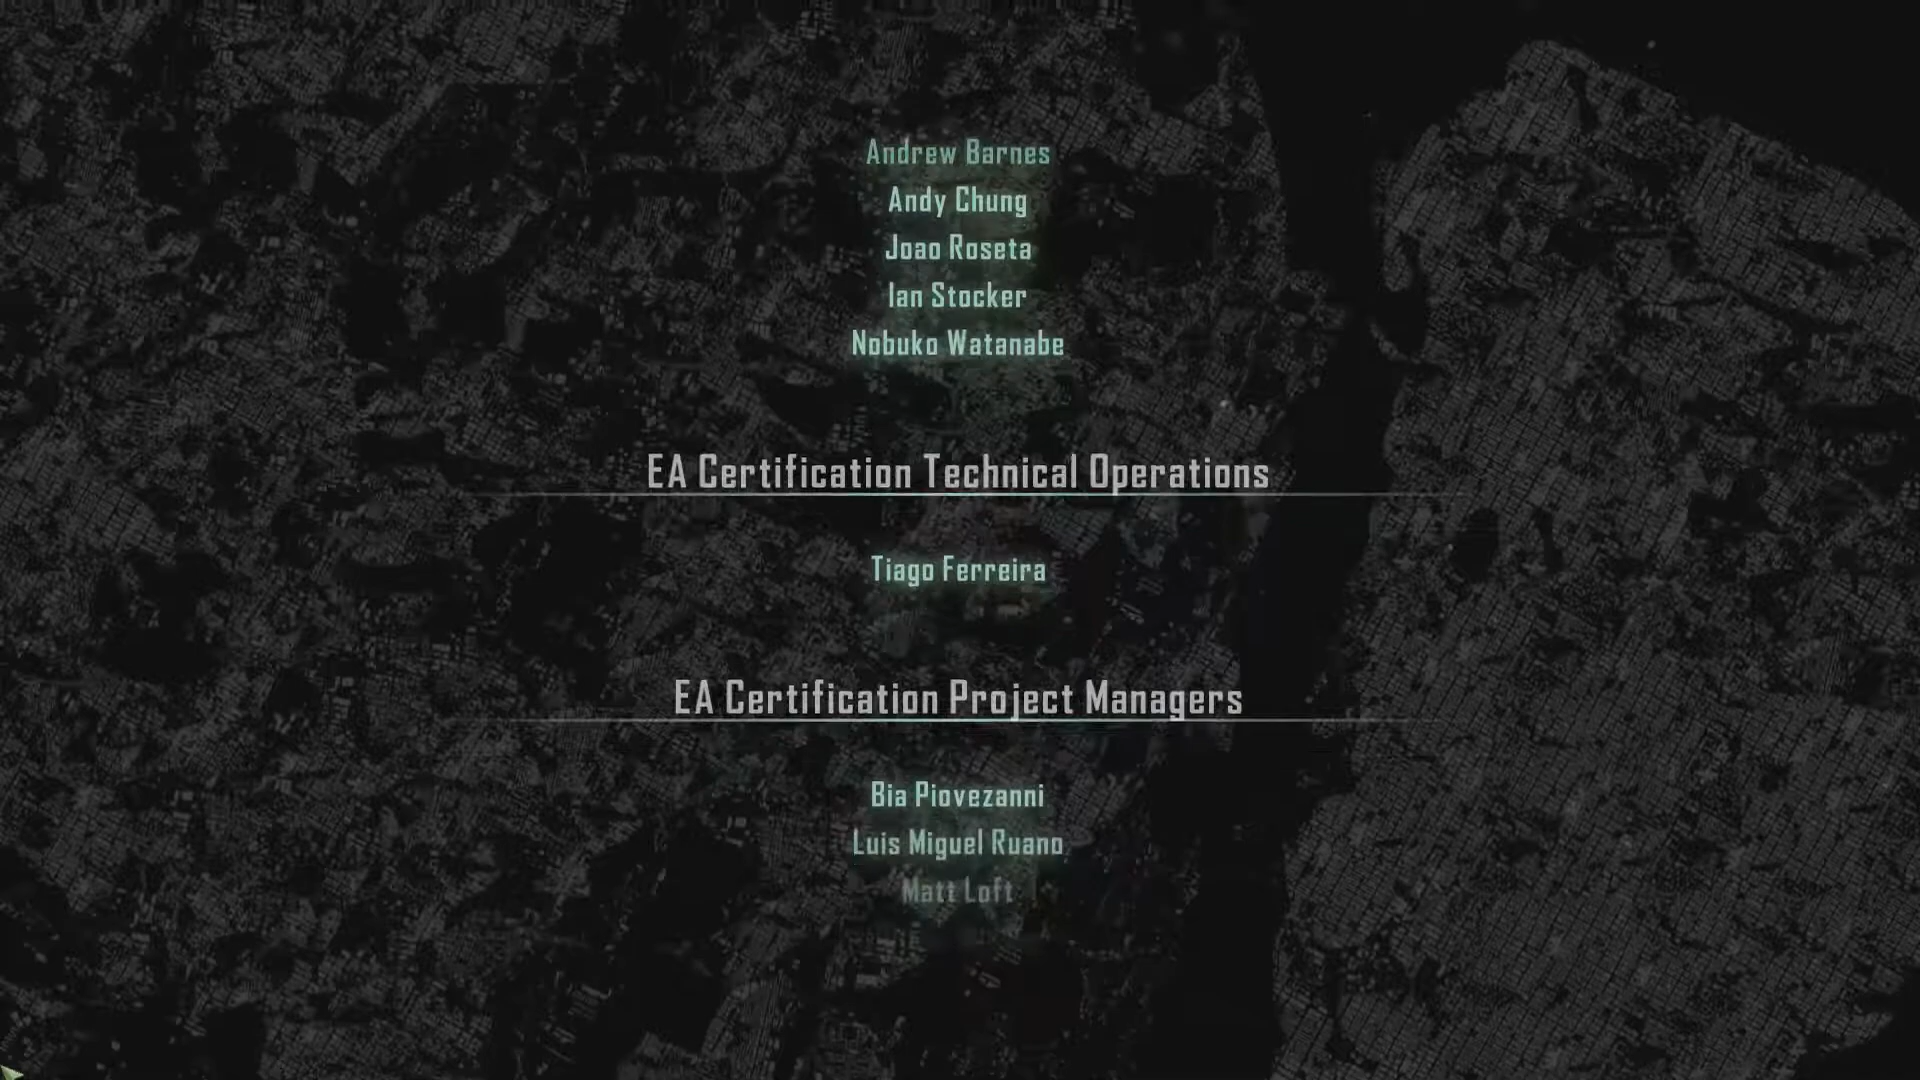 Andrew Barnes
Andy Chung
Joao Roseta
Ian Stocker
Nobuko Watanabe
EA Certification Technical Operations
Tiago Ferreira
EA Certification Project Managers
Bia Piovezanni
Luis Miguel Ruano
Matt Loft